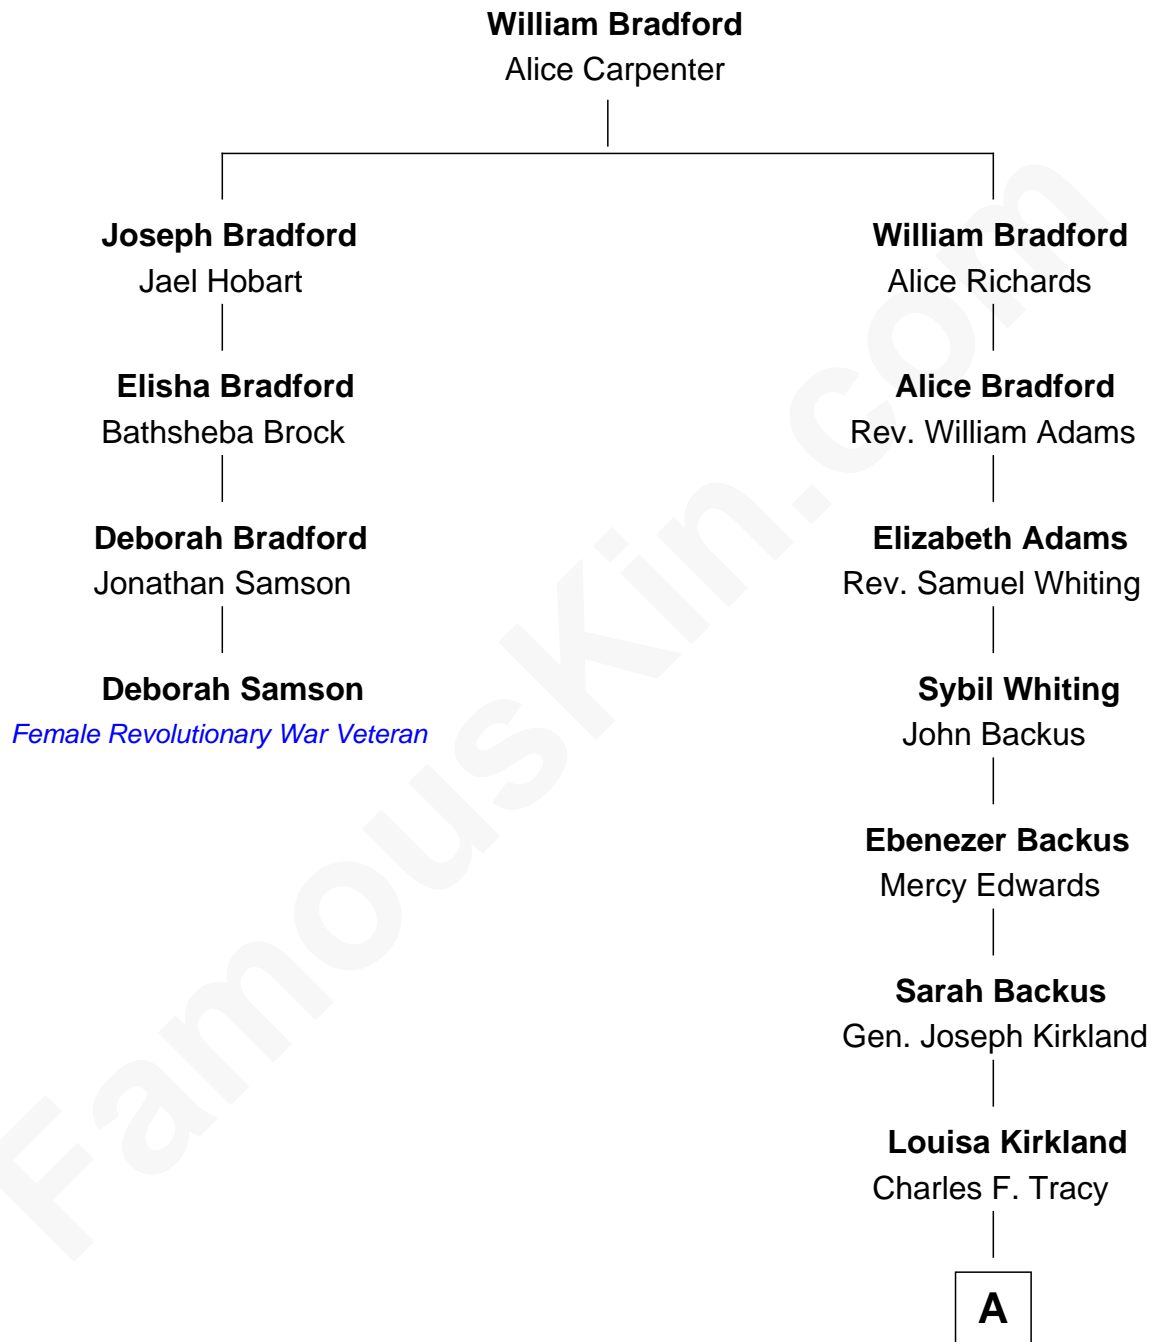 William Bradford
Alice Carpenter
Joseph Bradford
Jael Hobart
William Bradford
Alice Richards
Elisha Bradford
Bathsheba Brock
Alice Bradford
Rev. William Adams
Deborah Bradford
Jonathan Samson
Elizabeth Adams
Rev. Samuel Whiting
Deborah Samson
Female Revolutionary War Veteran
Sybil Whiting
John Backus
Ebenezer Backus
Mercy Edwards
Sarah Backus
Gen. Joseph Kirkland
Louisa Kirkland
Charles F. Tracy
A
FamousKin.com